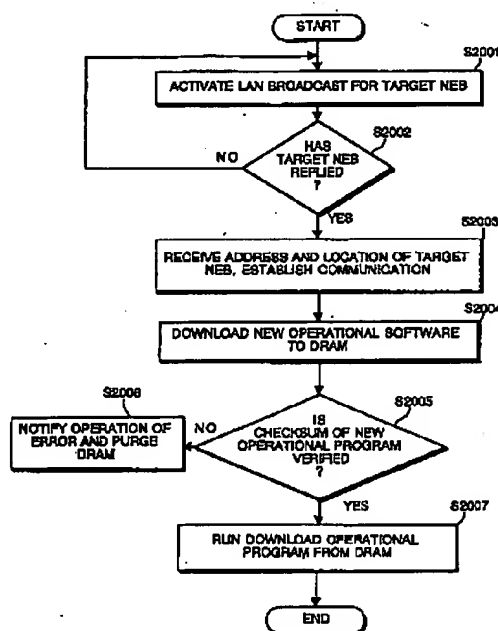 START
S2001
ACTIVATE LAN BROADCAST FOR TARGET NEB
S2002
HAS
TARGET NEB
REPLIED
?
NO
YES
S2003
RECEIVE ADDRESS AND LOCATION OF TARGET
NEB, ESTABLISH COMMUNICATION
S2004
DOWNLOAD NEW OPERATIONAL SOFTWARE
TO DRAM
S2005
IS
CHECKSUM OF NEW
OPERATIONAL PROGRAM
VERIFIED
?
S2006
NO
NOTIFY OPERATION OF
ERROR AND PURGE
DRAM
YES
S2007
RUN DOWNLOAD OPERATIONAL
PROGRAM FROM DRAM
END